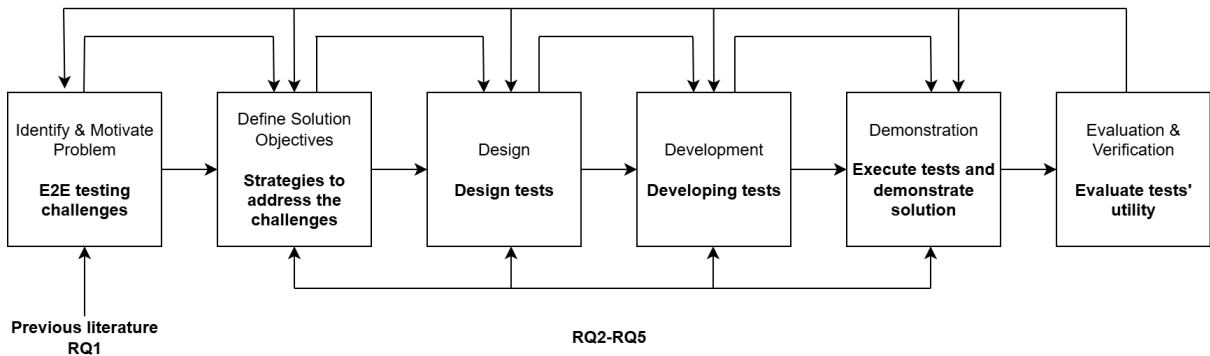 Identify & Motivate
Problem
E2E testing
challenges
Define Solution
Objectives
Strategies to
address the
challenges
Design
Design tests
Development
Developing tests
Demonstration
Execute tests and
demonstrate
solution
Evaluation &
Verification
Evaluate tests'
utility
Previous literature
RQ1
RQ2-RQ5